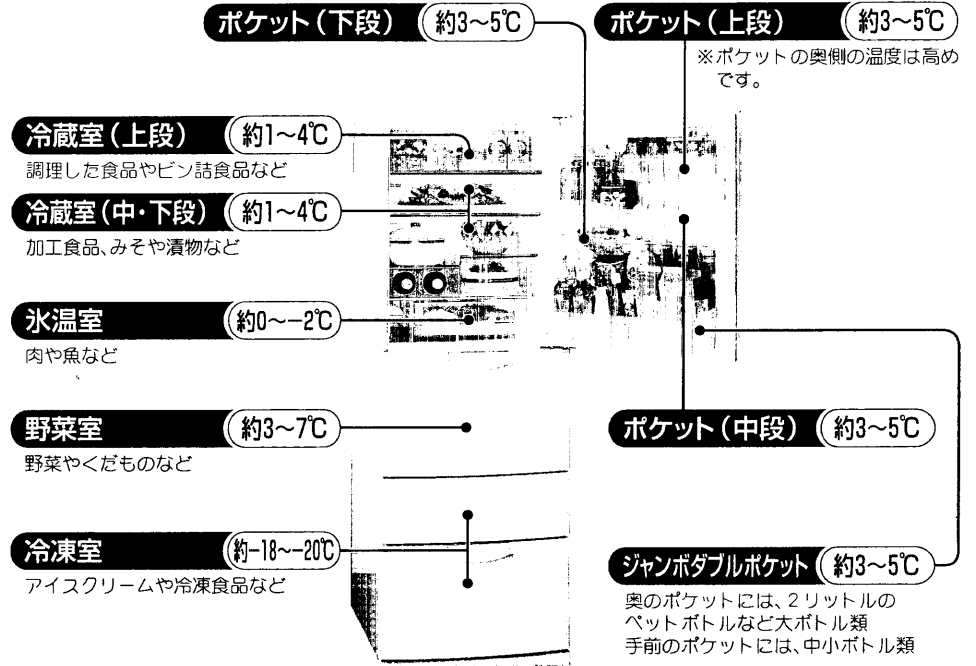 ポケット(下段) 約3〜5℃
ポケット(上段) 約3〜5℃
※ポケットの奥側の温度は高め
です。
冷蔵室(上段) 約1〜4℃
調理した食品やビン詰食品など
冷蔵室(中・下段) 約1〜4℃
加工食品、みそや漬物など
氷温室 約0〜−2℃
肉や魚など
野菜室 約3〜7℃
野菜やくだものなど
冷凍室 約−18〜−20℃
アイスクリームや冷凍食品など
ポケット(中段) 約3〜5℃
ジャンボダブルポケット 約3〜5℃
奥のポケットには、2リットルの
ペットボトルなど大ボトル類
手前のポケットには、中小ボトル類